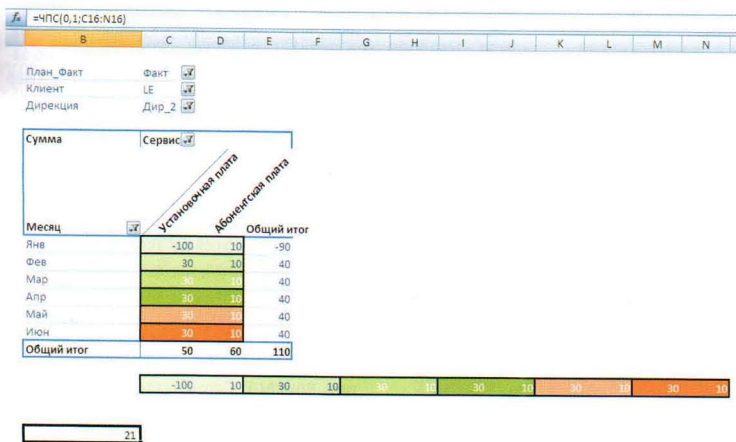 fx =ЧПС(0,1;C16:N16)
B C D E F G H I J K L M N
План_Факт Факт
Клиент LE
Дирекция Дир_2
Сумма Сервис
Месяц Установочная плата Абонентская плата Общий итог
Янв -100 10 -90
Фев 30 10 40
Мар 30 10 40
Апр 30 10 40
Май 30 10 40
Июн 30 10 40
Общий итог 50 60 110
-100 10 30 10 30 10 30 10 30 10 30 10
21